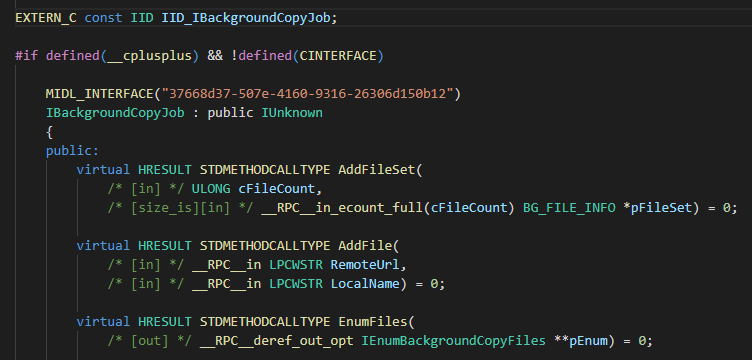 EXTERN_C const IID IID_IBackgroundCopyJob;
#if defined(__cplusplus) && !defined(CINTERFACE)
MIDL_INTERFACE("37668d37-507e-4160-9316-26306d150b12")
IBackgroundCopyJob : public IUnknown
{
public:
virtual HRESULT STDMETHODCALLTYPE AddFileSet(
/* [in] */ ULONG cFileCount,
/* [size_is][in] */ __RPC__in_ecount_full(cFileCount) BG_FILE_INFO *pFileSet) = 0;
virtual HRESULT STDMETHODCALLTYPE AddFile(
/* [in] */ __RPC__in LPCWSTR RemoteUrl,
/* [in] */ __RPC__in LPCWSTR LocalName) = 0;
virtual HRESULT STDMETHODCALLTYPE EnumFiles(
/* [out] */ __RPC__deref_out_opt IEnumBackgroundCopyFiles **pEnum) = 0;